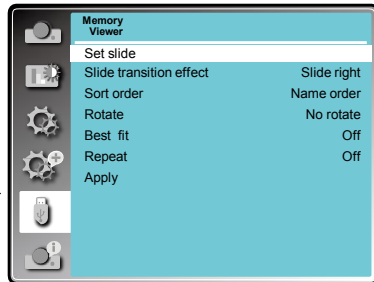 Memory
Viewer
Set slide
Slide transition effect Slide right
Sort order Name order
Rotate No rotate
Best fit Off
Repeat Off
Apply